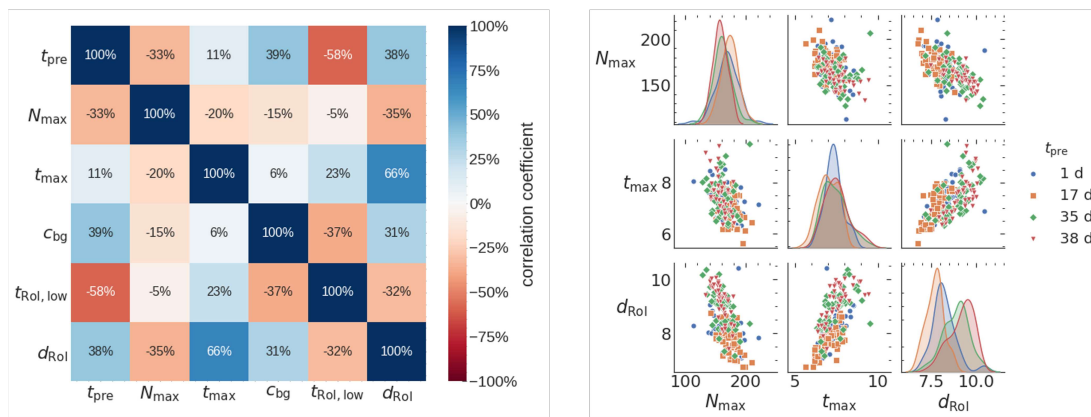 t_pre 100% -33% 11% 39% -58% 38%
N_max -33% 100% -20% -15% -5% -35%
t_max 11% -20% 100% 6% 23% 66%
c_bg 39% -15% 6% 100% -37% 31%
t_RoI, low -58% -5% 23% -37% 100% -32%
d_RoI 38% -35% 66% 31% -32% 100%
t_pre N_max t_max c_bg t_RoI, low d_RoI
100%
75%
50%
25%
0%
−25%
−50%
−75%
−100%
correlation coefficient
N_max
200
150
t_max
8
6
d_RoI
10
8
100 200
N_max
5 10
t_max
7.5 10.0
d_RoI
t_pre
1 d
17 d
35 d
38 d